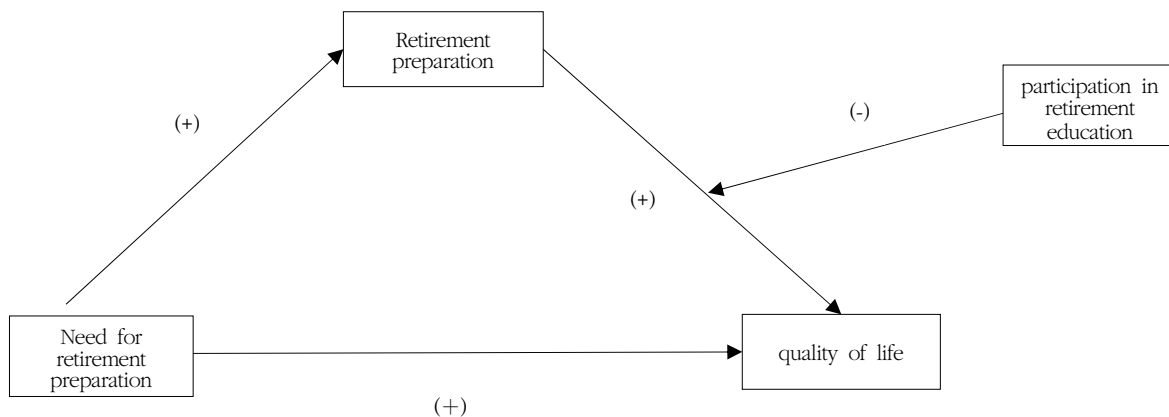 Retirement
preparation
participation in
retirement
education
(+)
(-)
(+)
Need for
retirement
preparation
quality of life
(+)